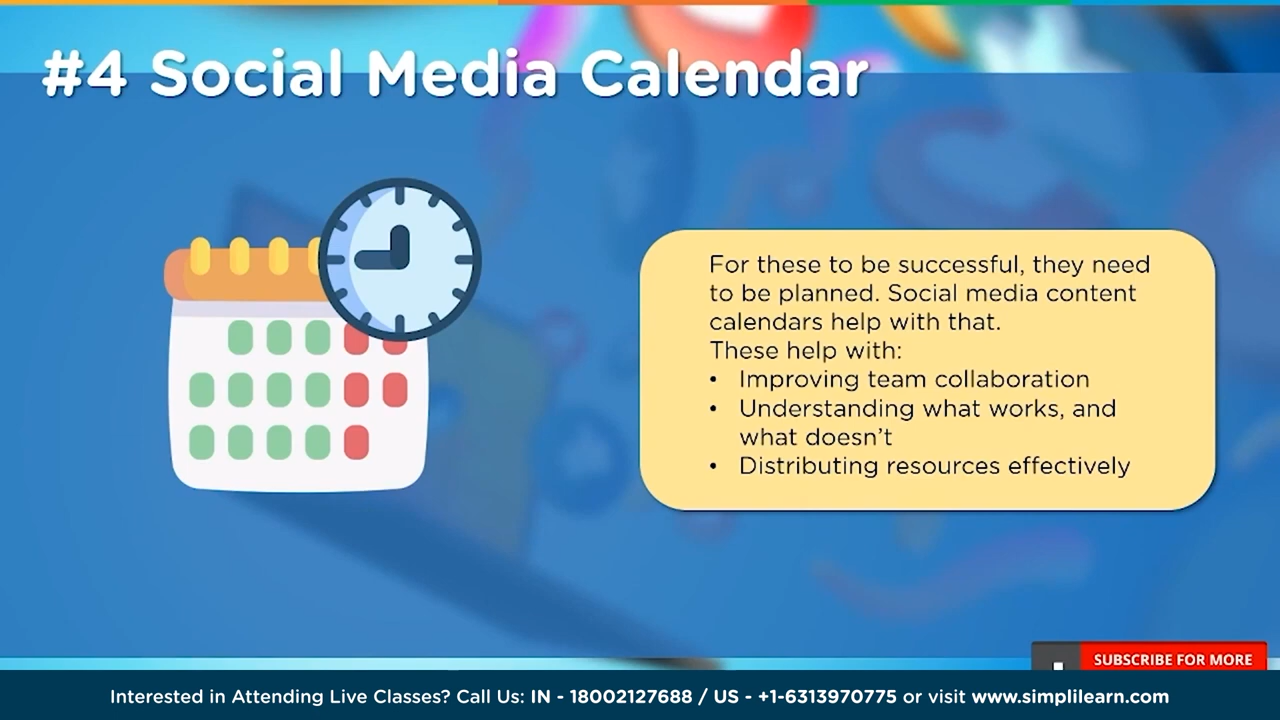 #4 Social Media Calendar
For these to be successful, they need
to be planned. Social media content
calendars help with that.
These help with:
• Improving team collaboration
• Understanding what works, and
what doesn't
• Distributing resources effectively
SUBSCRIBE FOR MORE
Interested in Attending Live Classes? Call Us: IN - 18002127688 / US - +1-6313970775 or visit www.simplilearn.com